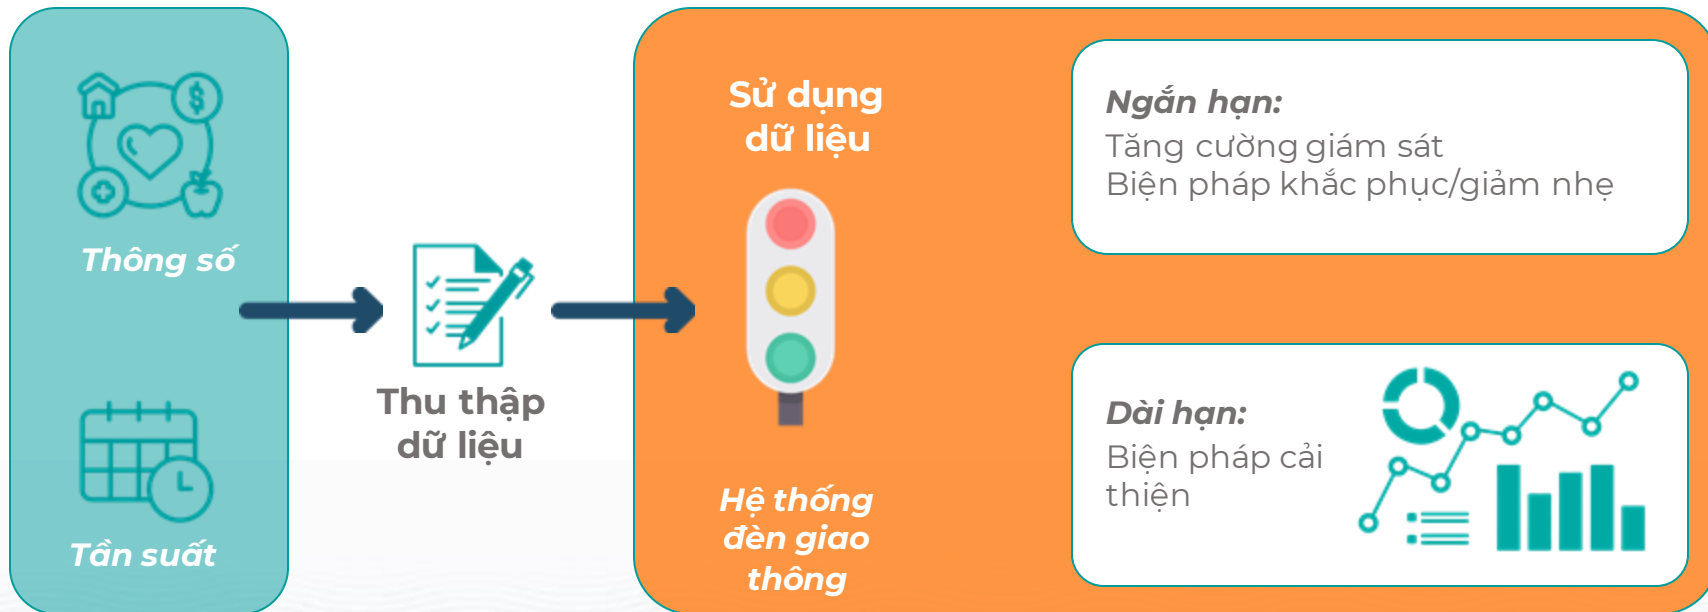 Thông số
Tần suất
Thu thập
dữ liệu
Sử dụng
dữ liệu
Hệ thống
đèn giao
thông
Ngắn hạn:
Tăng cường giám sát
Biện pháp khắc phục/giảm nhẹ
Dài hạn:
Biện pháp cải
thiện